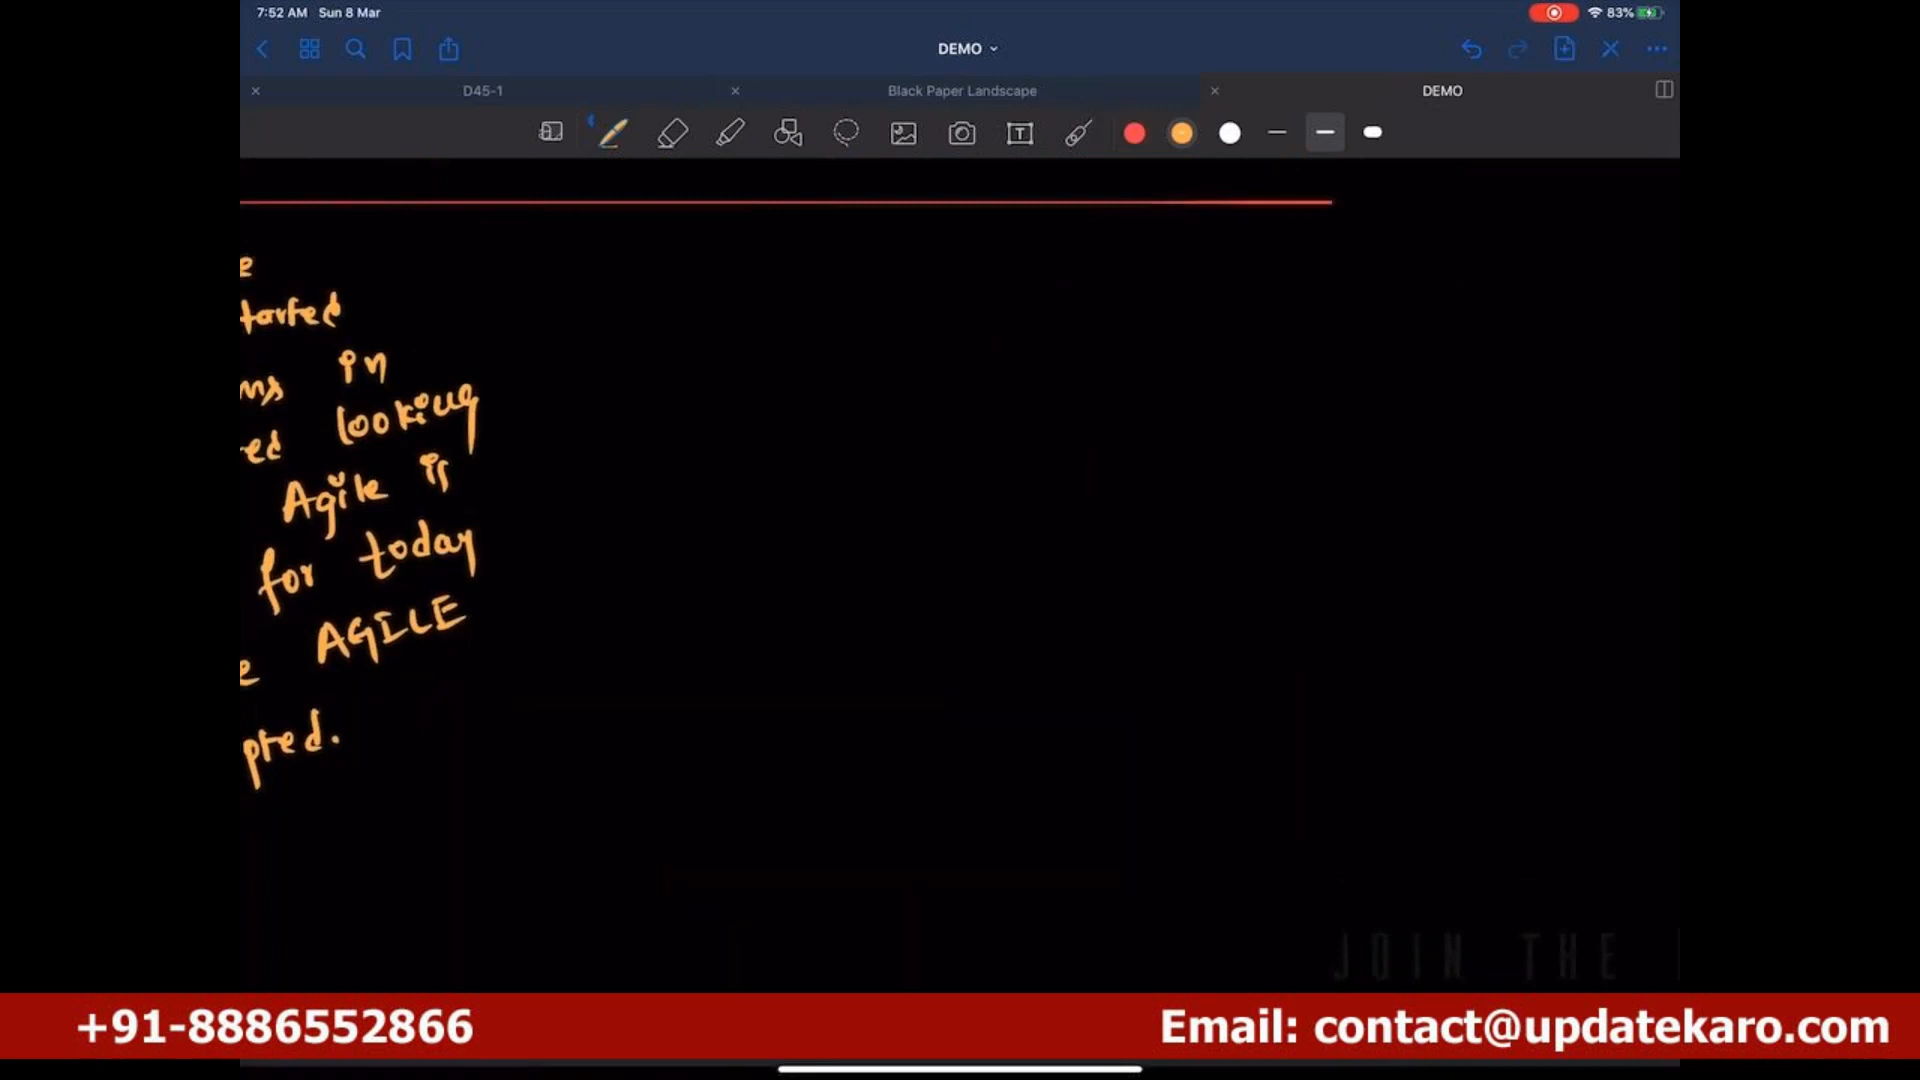 7:52 AM Sun 8 Mar 83%
DEMO
D45-1 Black Paper Landscape DEMO
T
e
tarted
ms in
ed looking
Agile is
for today
e AGILE
pted.
JOIN THE
+91-8886552866 Email: contact@updatekaro.com